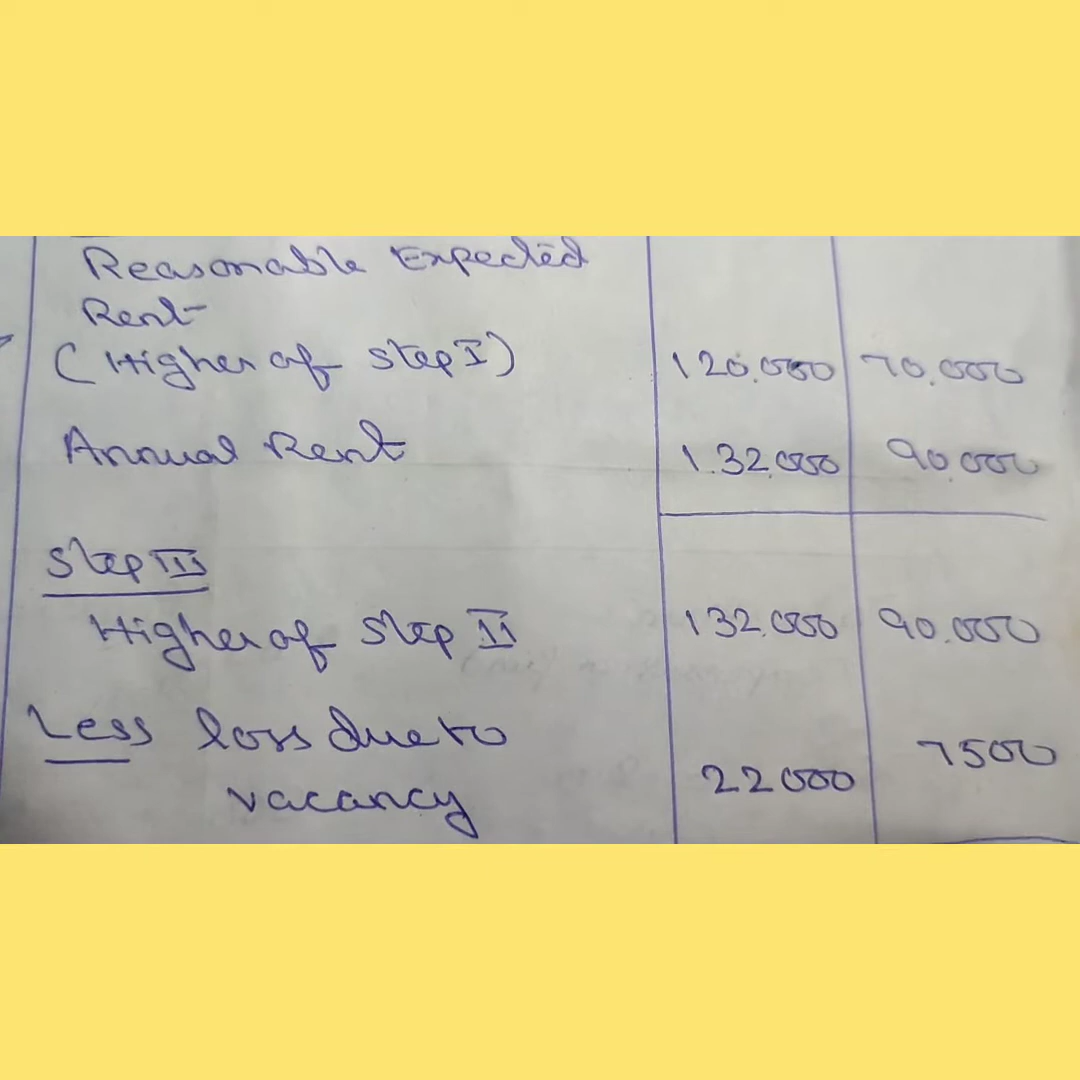 Reasonable Expected
Rent
(Higher of Step I) 120.000 70.000
Annual Rent 1.32.000 90.000
Step III
Higher of Step II 132.000 90.000
Less loss due to 7500
vacancy 22000